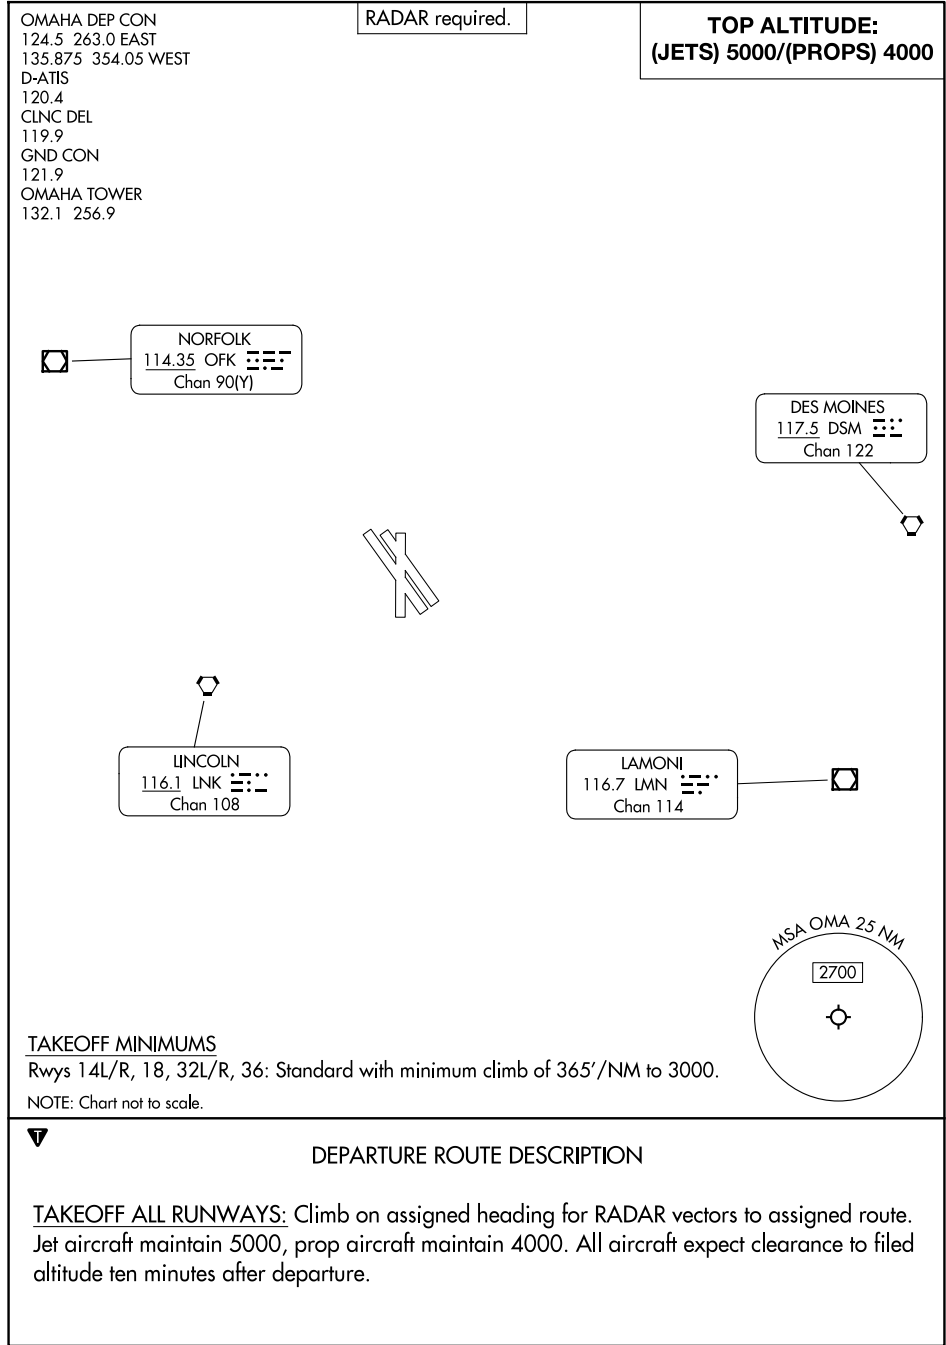 OMAHA DEP CON
124.5 263.0 EAST
135.875 354.05 WEST
D-ATIS
120.4
CLNC DEL
119.9
GND CON
121.9
OMAHA TOWER
132.1 256.9
RADAR required.
TOP ALTITUDE:
(JETS) 5000/(PROPS) 4000
NORFOLK
114.35 OFK
Chan 90(Y)
DES MOINES
117.5 DSM
Chan 122
LINCOLN
116.1 LNK
Chan 108
LAMONI
116.7 LMN
Chan 114
MSA OMA 25 NM
2700
TAKEOFF MINIMUMS
Rwys 14L/R, 18, 32L/R, 36: Standard with minimum climb of 365'/NM to 3000.
NOTE: Chart not to scale.
T
DEPARTURE ROUTE DESCRIPTION
TAKEOFF ALL RUNWAYS: Climb on assigned heading for RADAR vectors to assigned route.
Jet aircraft maintain 5000, prop aircraft maintain 4000. All aircraft expect clearance to filed
altitude ten minutes after departure.